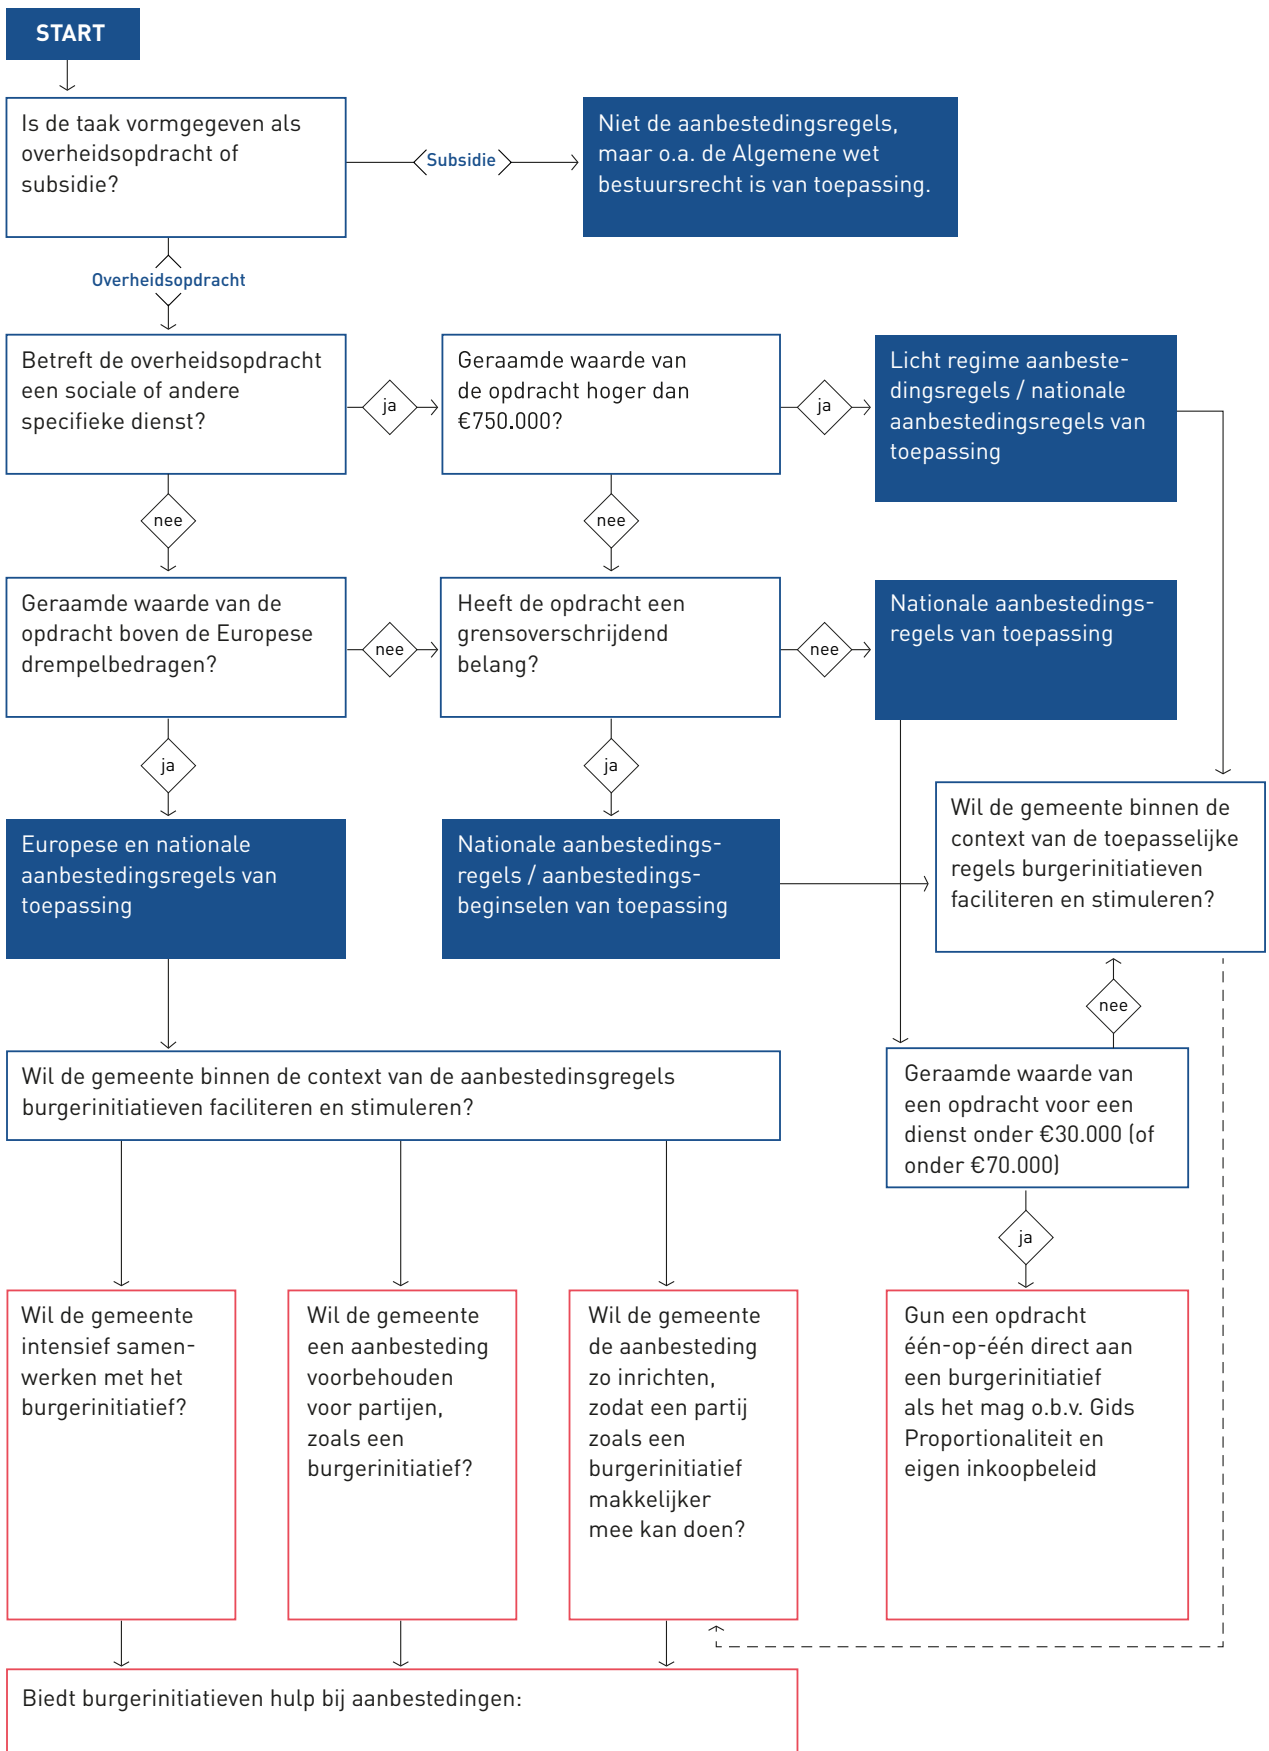 START
Is de taak vormgegeven als
overheidsopdracht of
subsidie?
Subsidie
Niet de aanbestedingsregels,
maar o.a. de Algemene wet
bestuursrecht is van toepassing.
Overheidsopdracht
Betreft de overheidsopdracht
een sociale of andere
specifieke dienst?
ja
Geraamde waarde van
de opdracht hoger dan
€750.000?
ja
Licht regime aanbeste-
dingsregels / nationale
aanbestedingsregels van
toepassing
nee
nee
Geraamde waarde van de
opdracht boven de Europese
drempelbedragen?
nee
Heeft de opdracht een
grensoverschrijdend
belang?
nee
Nationale aanbestedings-
regels van toepassing
ja
ja
Europese en nationale
aanbestedingsregels van
toepassing
Nationale aanbestedings-
regels / aanbestedings-
beginselen van toepassing
Wil de gemeente binnen de
context van de toepasselijke
regels burgerinitiatieven
faciliteren en stimuleren?
nee
Wil de gemeente binnen de context van de aanbestedinsgregels
burgerinitiatieven faciliteren en stimuleren?
Geraamde waarde van
een opdracht voor een
dienst onder €30.000 (of
onder €70.000)
ja
Wil de gemeente
intensief samen-
werken met het
burgerinitiatief?
Wil de gemeente
een aanbesteding
voorbehouden
voor partijen,
zoals een
burgerinitiatief?
Wil de gemeente
de aanbesteding
zo inrichten,
zodat een partij
zoals een
burgerinitiatief
makkelijker
mee kan doen?
Gun een opdracht
één-op-één direct aan
een burgerinitiatief
als het mag o.b.v. Gids
Proportionaliteit en
eigen inkoopbeleid
Biedt burgerinitiatieven hulp bij aanbestedingen: